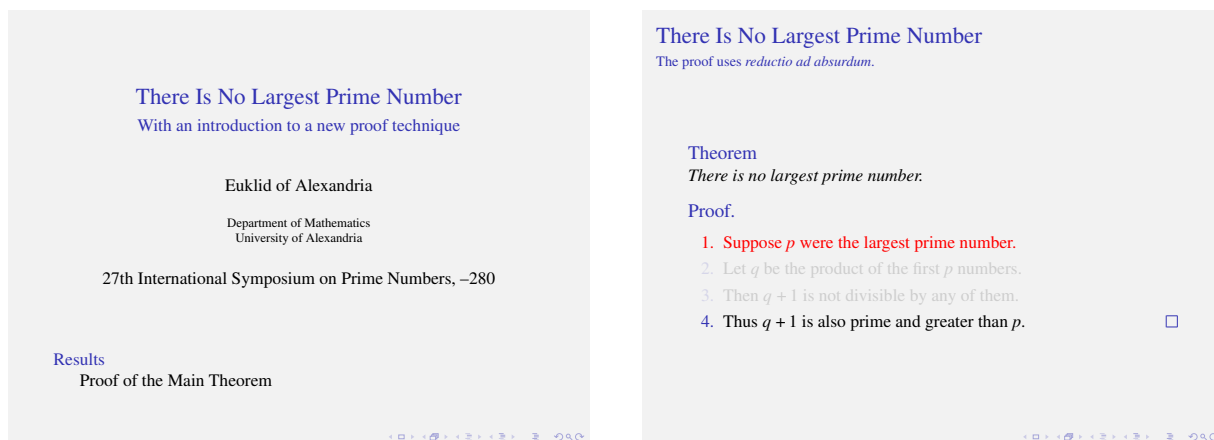 There Is No Largest Prime Number
With an introduction to a new proof technique
Euklid of Alexandria
Department of Mathematics
University of Alexandria
27th International Symposium on Prime Numbers, –280
Results
Proof of the Main Theorem
There Is No Largest Prime Number
The proof uses reductio ad absurdum.
Theorem
There is no largest prime number.
Proof.
1. Suppose p were the largest prime number.
2. Let q be the product of the first p numbers.
3. Then q + 1 is not divisible by any of them.
4. Thus q + 1 is also prime and greater than p.